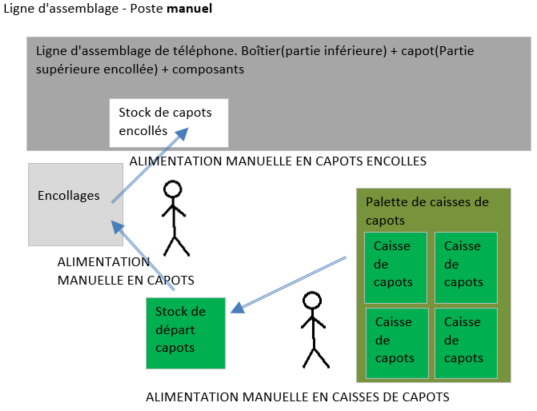 Ligne d'assemblage - Poste manuel
Ligne d'assemblage de téléphone. Boîtier(partie inférieure) + capot(Partie
supérieure encollée) + composants
Stock de capots
encollés
ALIMENTATION MANUELLE EN CAPOTS ENCOLLES
Encollages
Palette de caisses de
capots
Caisse
de
capots
Caisse
de
capots
ALIMENTATION
MANUELLE EN CAPOTS
Stock de
départ
capots
Caisse
de
capots
Caisse
de
capots
ALIMENTATION MANUELLE EN CAISSES DE CAPOTS